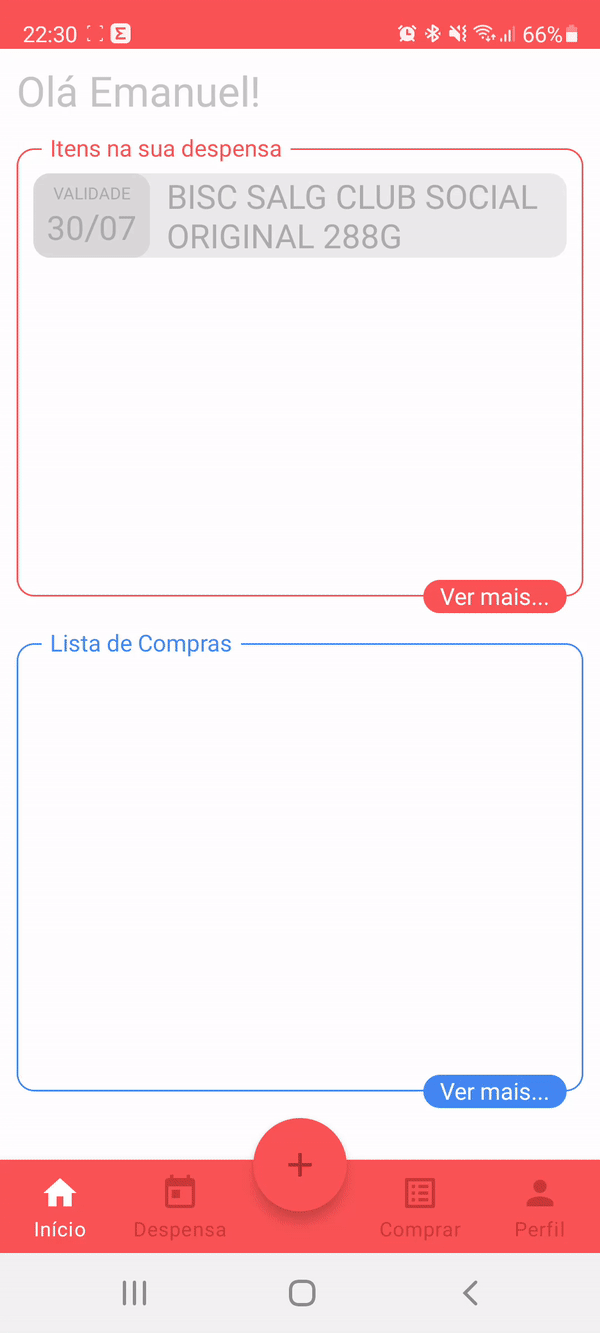 22:30 Σ 66%
Olá Emanuel!
Itens na sua despensa
VALIDADE
30/07
BISC SALG CLUB SOCIAL
ORIGINAL 288G
Ver mais...
Lista de Compras
Ver mais...
+
Início Despensa Comprar Perfil